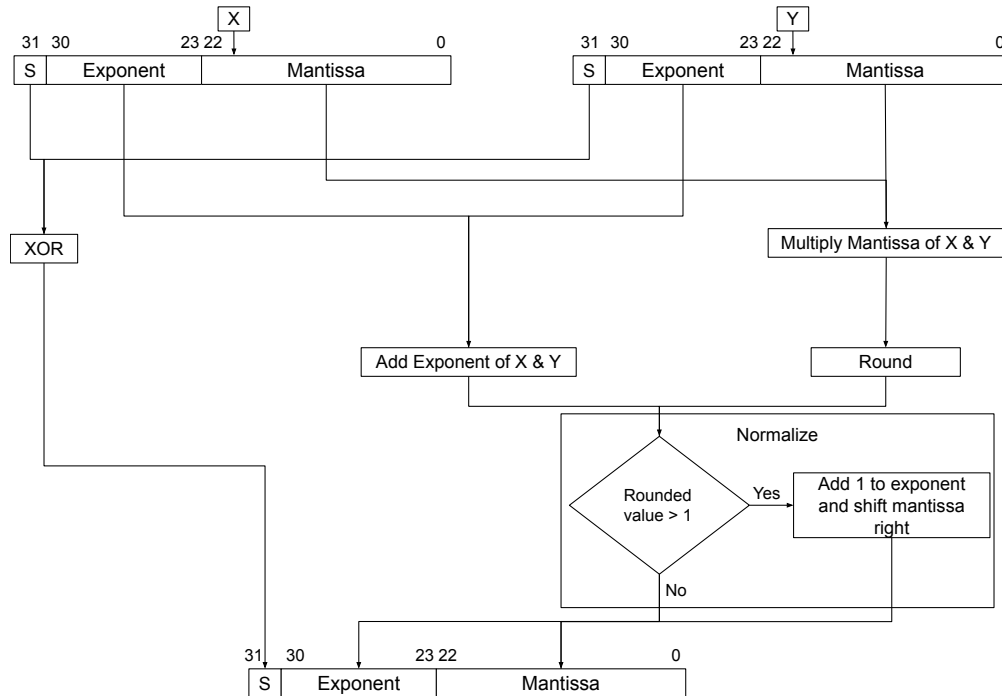 X
Y
31 30 23 22 0
31 30 23 22 0
S Exponent Mantissa
S Exponent Mantissa
XOR
Multiply Mantissa of X & Y
Add Exponent of X & Y
Round
Normalize
Rounded
value > 1
Yes
Add 1 to exponent
and shift mantissa
right
No
31 30 23 22 0
S Exponent Mantissa